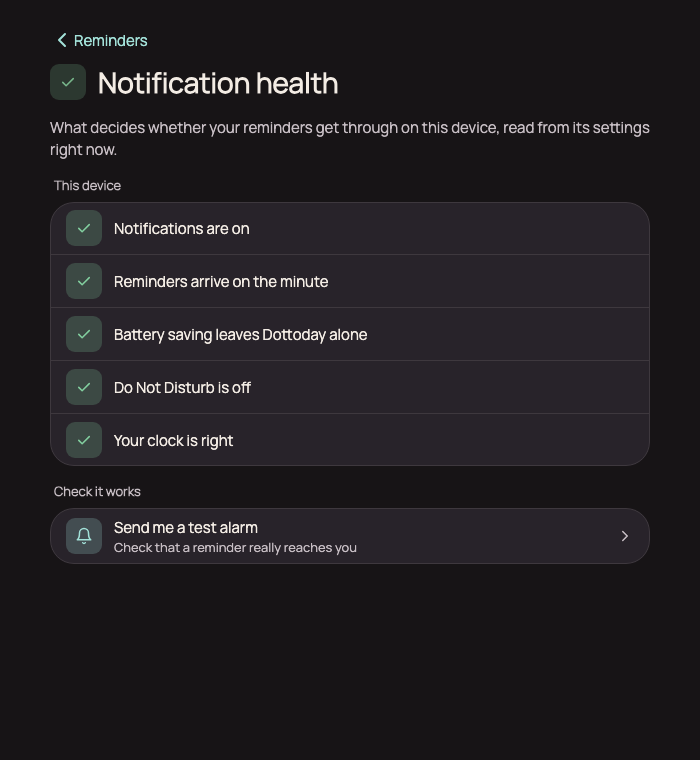 Reminders
Notification health
What decides whether your reminders get through on this device, read from its settings
right now.
This device
Notifications are on
Reminders arrive on the minute
Battery saving leaves Dottoday alone
Do Not Disturb is off
Your clock is right
Check it works
Send me a test alarm
Check that a reminder really reaches you